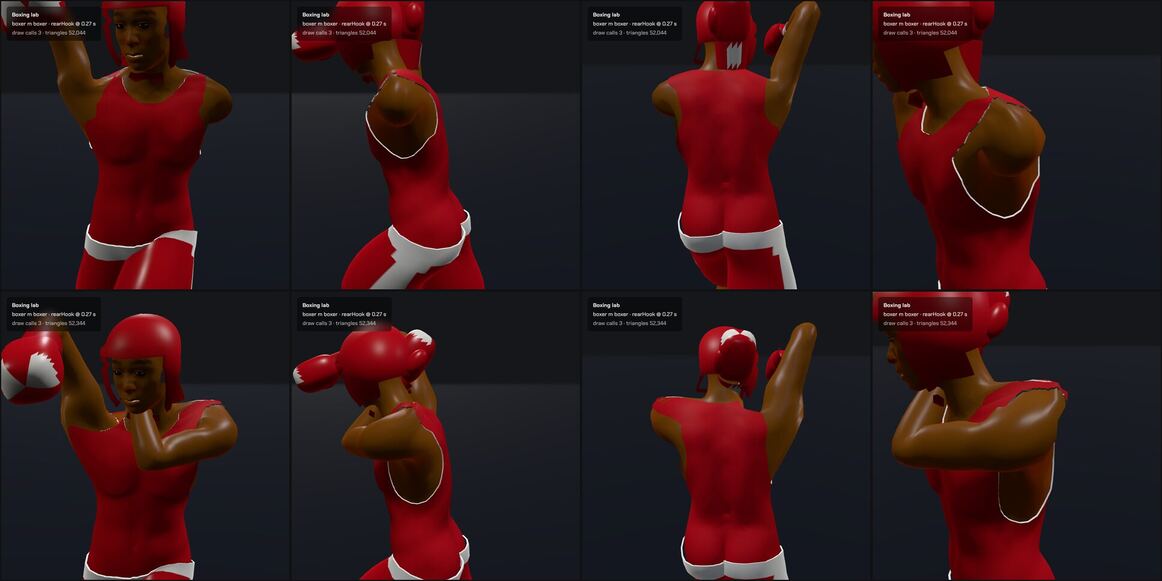 Boxing lab
boxer m boxer · rearHook @ 0.27 s
draw calls 3 · triangles 52,044
Boxing lab
boxer m boxer · rearHook @ 0.27 s
draw calls 3 · triangles 52,044
Boxing lab
boxer m boxer · rearHook @ 0.27 s
draw calls 3 · triangles 52,044
Boxing lab
boxer m boxer · rearHook @ 0.27 s
draw calls 3 · triangles 52,044
Boxing lab
boxer m boxer · rearHook @ 0.27 s
draw calls 3 · triangles 52,344
Boxing lab
boxer m boxer · rearHook @ 0.27 s
draw calls 3 · triangles 52,344
Boxing lab
boxer m boxer · rearHook @ 0.27 s
draw calls 3 · triangles 52,344
Boxing lab
boxer m boxer · rearHook @ 0.27 s
draw calls 3 · triangles 52,344